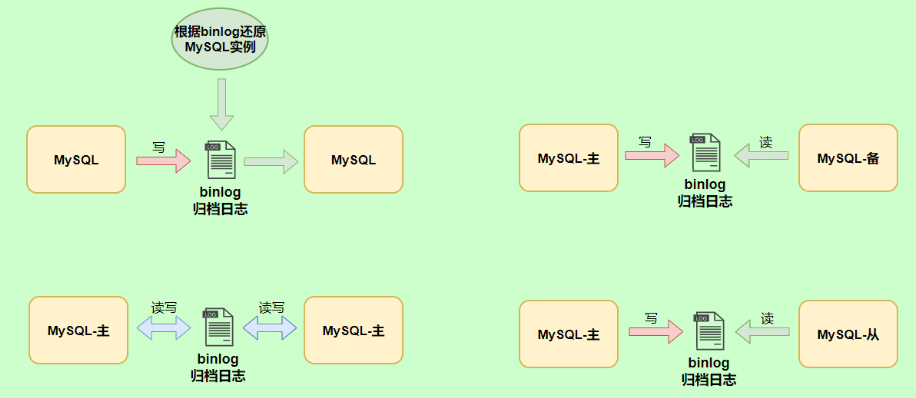 根据binlog还原
MySQL实例
MySQL
写
LOG
binlog
归档日志
MySQL
MySQL-主
写
LOG
binlog
归档日志
读
MySQL-备
MySQL-主
读写
LOG
binlog
归档日志
读写
MySQL-主
MySQL-主
写
LOG
binlog
归档日志
读
MySQL-从